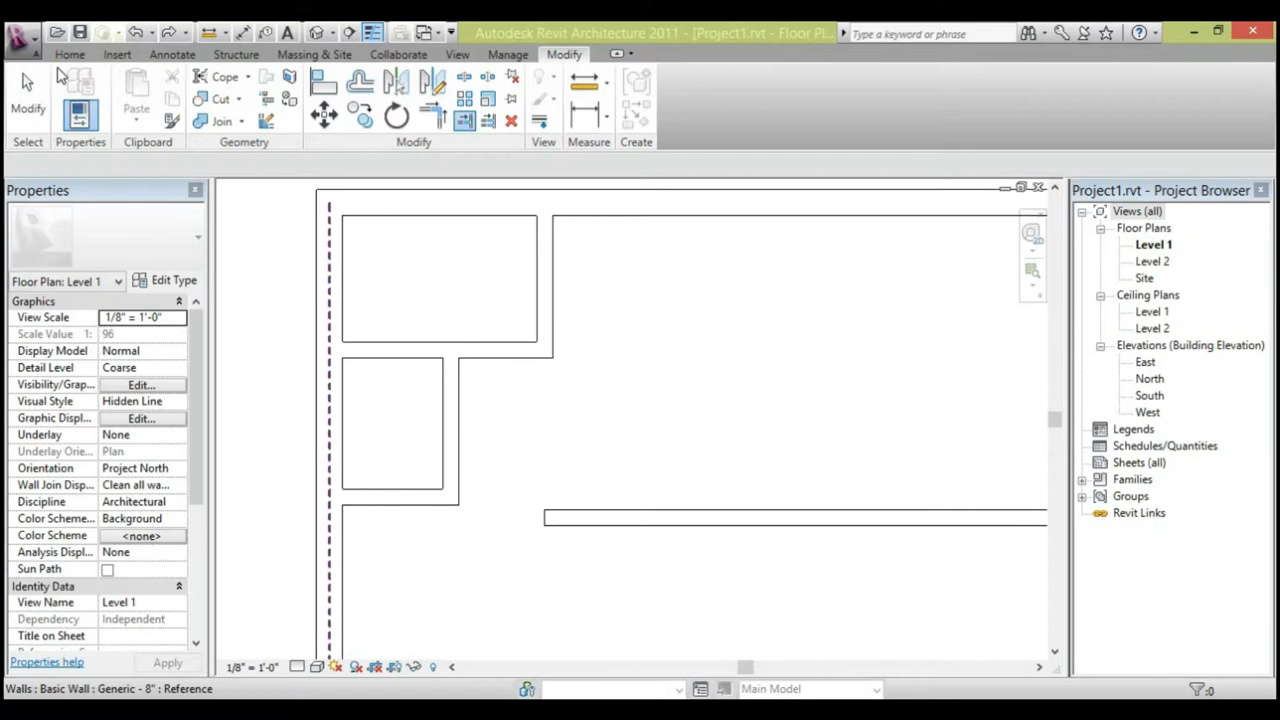 Autodesk Revit Architecture 2011 - [Project1.rvt - Floor Pl...
Type a keyword or phrase
Home Insert Annotate Structure Massing & Site Collaborate View Manage Modify
Modify
Paste
Cope
Cut
Join
Select Properties Clipboard Geometry Modify View Measure Create
Properties
Floor Plan: Level 1 Edit Type
Graphics
View Scale 1/8" = 1'-0"
Scale Value 1: 96
Display Model Normal
Detail Level Coarse
Visibility/Grap... Edit...
Visual Style Hidden Line
Graphic Displ... Edit...
Underlay None
Underlay Orie... Plan
Orientation Project North
Wall Join Disp... Clean all wa...
Discipline Architectural
Color Scheme... Background
Color Scheme <none>
Analysis Displ... None
Sun Path
Identity Data
View Name Level 1
Dependency Independent
Title on Sheet
Properties help Apply
1/8" = 1'-0"
Project1.rvt - Project Browser
Views (all)
Floor Plans
Level 1
Level 2
Site
Ceiling Plans
Level 1
Level 2
Elevations (Building Elevation)
East
North
South
West
Legends
Schedules/Quantities
Sheets (all)
Families
Groups
Revit Links
Walls : Basic Wall : Generic - 8" : Reference
Main Model
:0